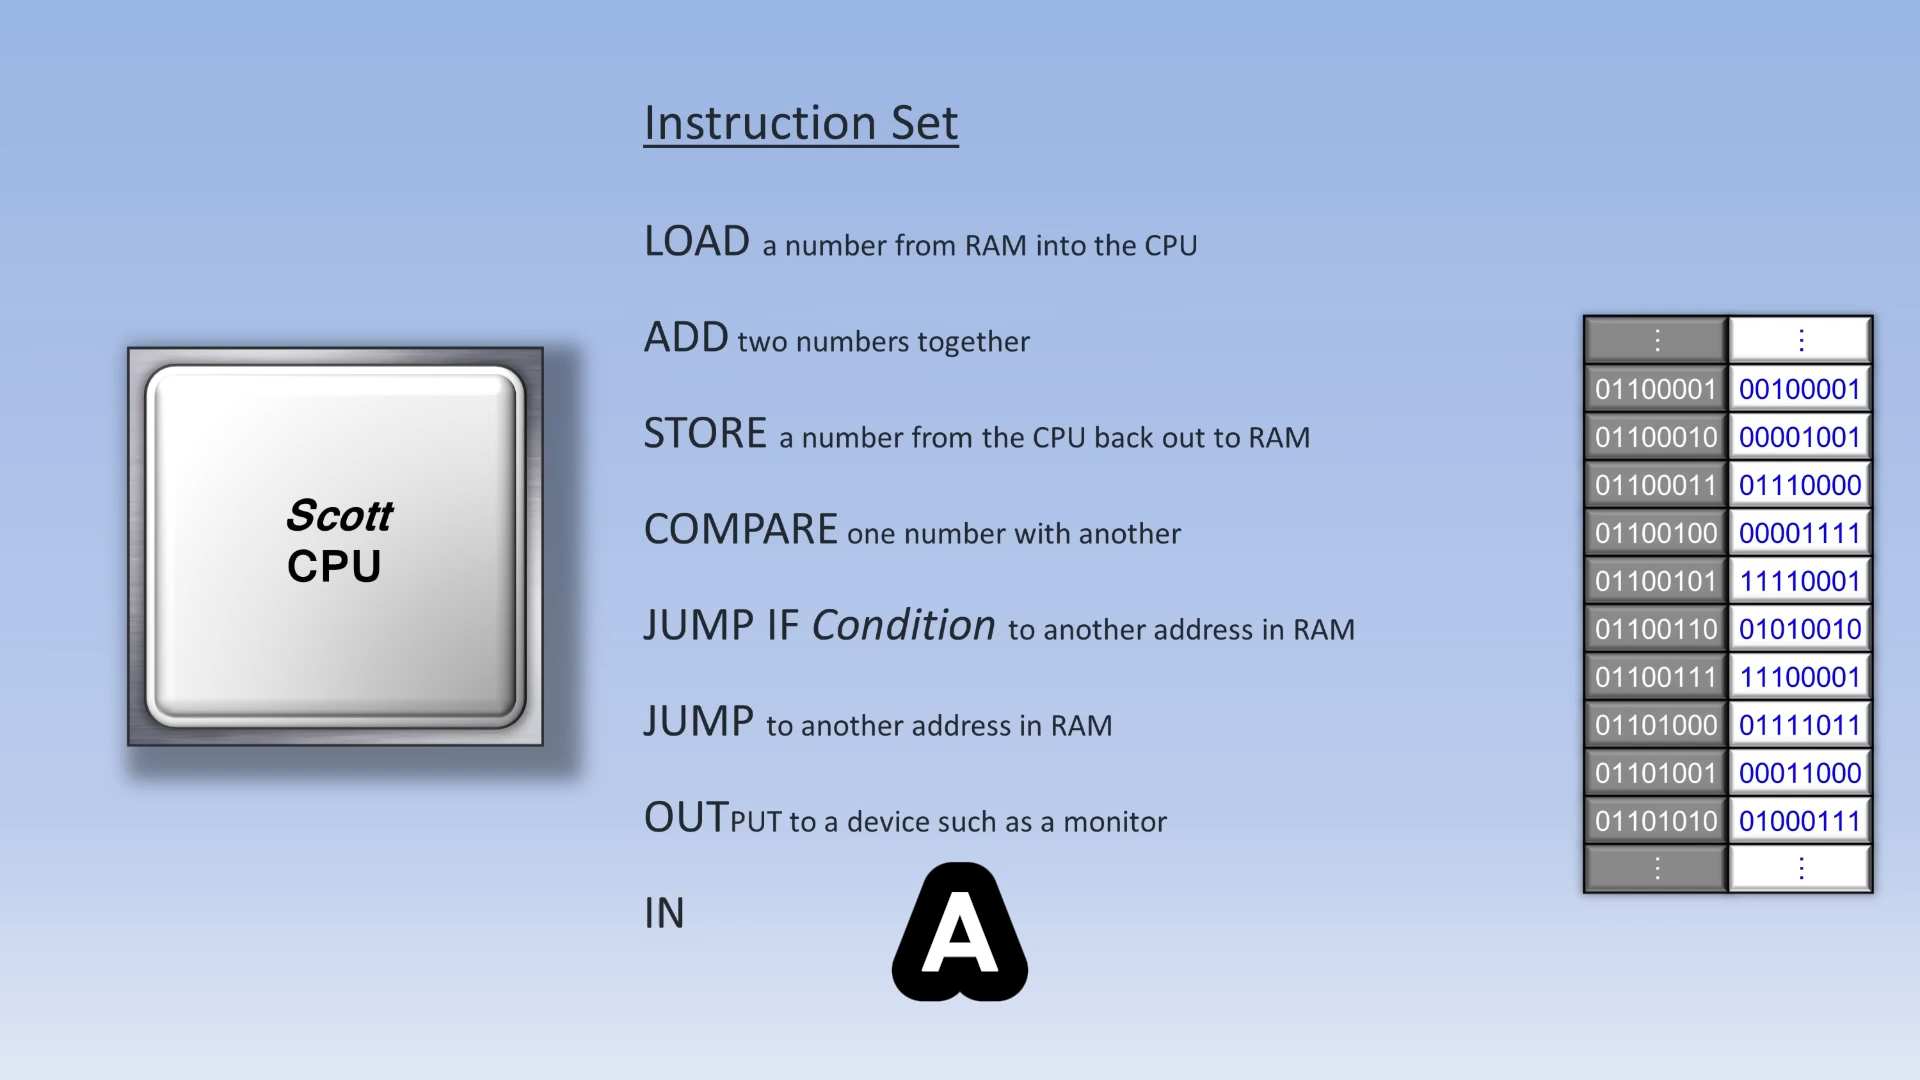 Instruction Set
LOAD a number from RAM into the CPU
ADD two numbers together
STORE a number from the CPU back out to RAM
COMPARE one number with another
JUMP IF Condition to another address in RAM
JUMP to another address in RAM
OUTPUT to a device such as a monitor
IN
A
Scott
CPU
⋮ ⋮
01100001 00100001
01100010 00001001
01100011 01110000
01100100 00001111
01100101 11110001
01100110 01010010
01100111 11100001
01101000 01111011
01101001 00011000
01101010 01000111
⋮ ⋮